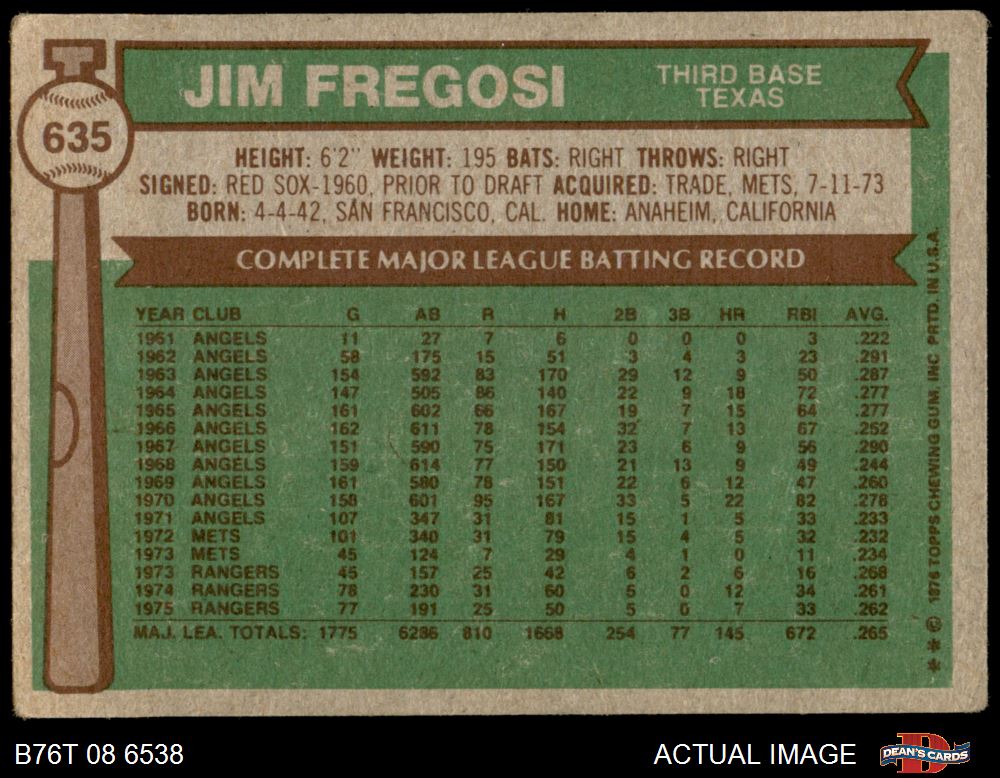 JIM FREGOSI
THIRD BASE
TEXAS
635
HEIGHT: 6'2" WEIGHT: 195 BATS: RIGHT THROWS: RIGHT
SIGNED: RED SOX-1960, PRIOR TO DRAFT ACQUIRED: TRADE, METS, 7-11-73
BORN: 4-4-42, SAN FRANCISCO, CAL. HOME: ANAHEIM, CALIFORNIA
COMPLETE MAJOR LEAGUE BATTING RECORD
YEAR CLUB G AB R H 2B 3B HR RBI AVG.
1961 ANGELS 11 27 7 6 0 0 0 3 .222
1962 ANGELS 58 175 15 51 3 4 3 23 .291
1963 ANGELS 154 592 83 170 29 12 9 50 .287
1964 ANGELS 147 505 86 140 22 9 18 72 .277
1965 ANGELS 161 602 66 167 19 7 15 64 .277
1966 ANGELS 162 611 78 154 32 7 13 67 .252
1967 ANGELS 151 590 75 171 23 6 9 56 .290
1968 ANGELS 159 614 77 150 21 13 9 49 .244
1969 ANGELS 161 580 78 151 22 6 12 47 .260
1970 ANGELS 158 601 95 167 33 5 22 82 .278
1971 ANGELS 107 347 31 81 15 1 5 33 .233
1972 METS 101 340 31 79 15 4 5 32 .232
1973 METS 45 124 7 29 4 1 0 11 .234
1973 RANGERS 45 157 25 42 6 2 6 16 .268
1974 RANGERS 78 230 31 60 5 0 12 34 .261
1975 RANGERS 77 191 25 50 5 0 7 33 .262
MAJ. LEA. TOTALS: 1775 6286 810 1668 254 77 145 672 .265
* * © 1976 TOPPS CHEWING GUM, INC. PRTD. IN U.S.A.
B76T 08 6538
ACTUAL IMAGE
DEAN'S CARDS